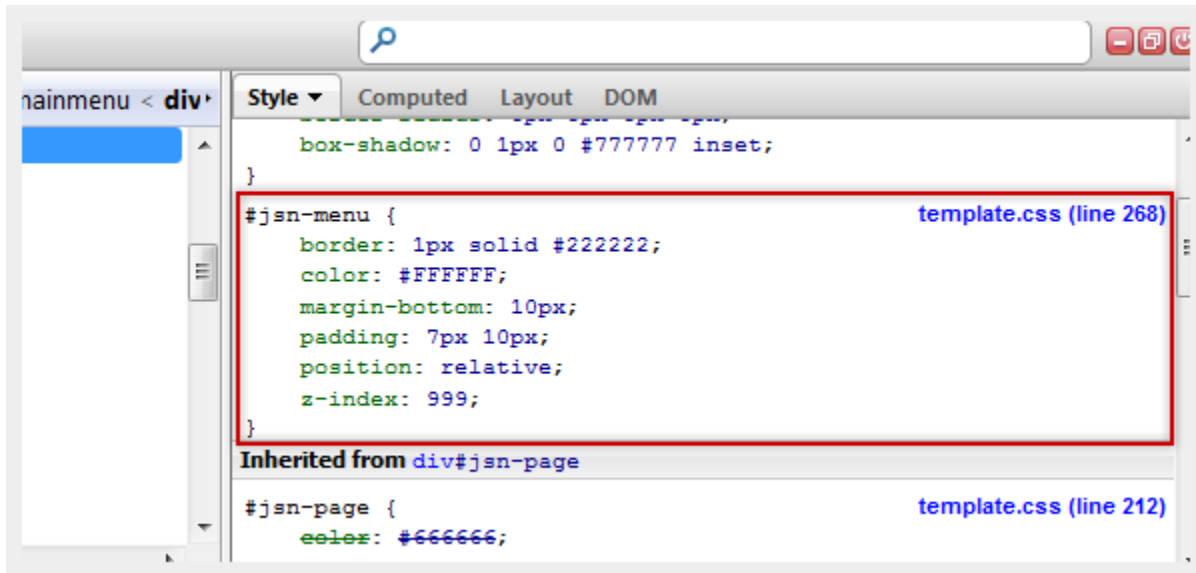 nainmenu < div
Style ▼ Computed Layout DOM
box-shadow: 0 1px 0 #777777 inset;
}
#jsn-menu { template.css (line 268)
border: 1px solid #222222;
color: #FFFFFF;
margin-bottom: 10px;
padding: 7px 10px;
position: relative;
z-index: 999;
}
Inherited from div#jsn-page
#jsn-page { template.css (line 212)
color: #666666;